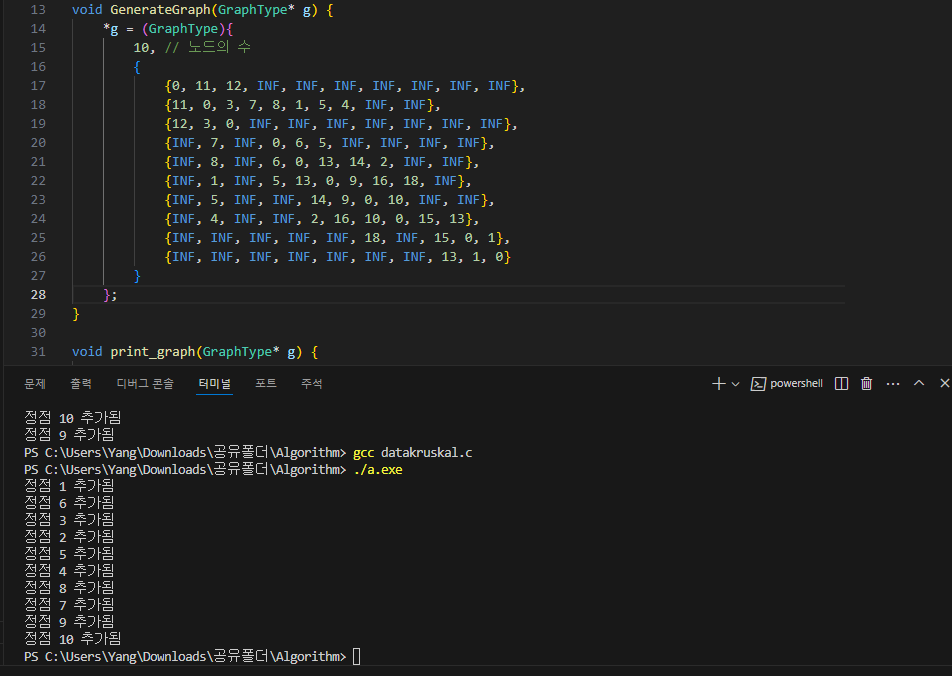 13 void GenerateGraph(GraphType* g) {
14 *g = (GraphType){
15 10, // 노드의 수
16 {
17 {0, 11, 12, INF, INF, INF, INF, INF, INF, INF},
18 {11, 0, 3, 7, 8, 1, 5, 4, INF, INF},
19 {12, 3, 0, INF, INF, INF, INF, INF, INF, INF},
20 {INF, 7, INF, 0, 6, 5, INF, INF, INF, INF},
21 {INF, 8, INF, 6, 0, 13, 14, 2, INF, INF},
22 {INF, 1, INF, 5, 13, 0, 9, 16, 18, INF},
23 {INF, 5, INF, INF, 14, 9, 0, 10, INF, INF},
24 {INF, 4, INF, INF, 2, 16, 10, 0, 15, 13},
25 {INF, INF, INF, INF, INF, 18, INF, 15, 0, 1},
26 {INF, INF, INF, INF, INF, INF, INF, 13, 1, 0}
27 }
28 };
29 }
30
31 void print_graph(GraphType* g) {
문제 출력 디버그 콘솔 터미널 포트 주석 powershell
정점 10 추가됨
정점 9 추가됨
PS C:\Users\Yang\Downloads\공유폴더\Algorithm> gcc datakruskal.c
PS C:\Users\Yang\Downloads\공유폴더\Algorithm> ./a.exe
정점 1 추가됨
정점 6 추가됨
정점 3 추가됨
정점 2 추가됨
정점 5 추가됨
정점 4 추가됨
정점 8 추가됨
정점 7 추가됨
정점 9 추가됨
정점 10 추가됨
PS C:\Users\Yang\Downloads\공유폴더\Algorithm>